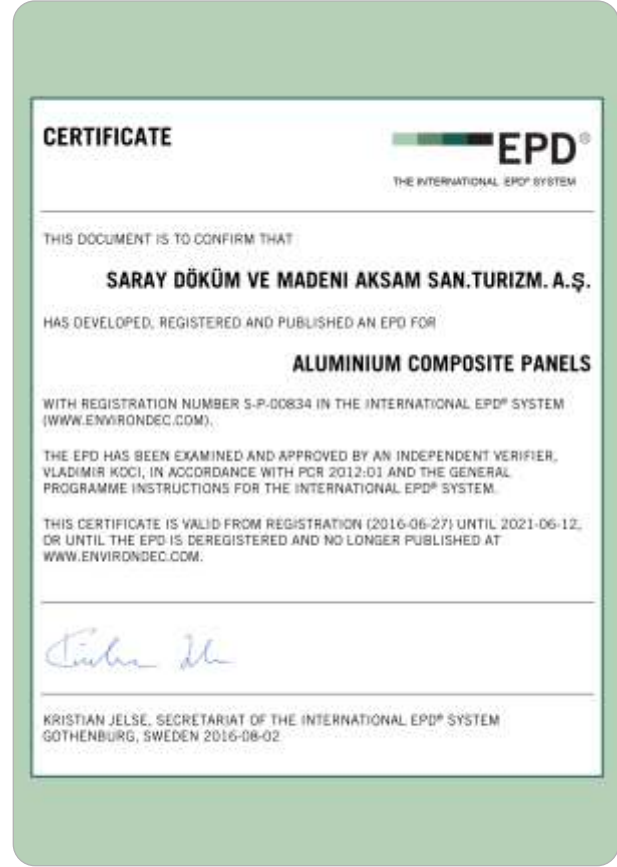 CERTIFICATE
EPD®
THE INTERNATIONAL EPD® SYSTEM
THIS DOCUMENT IS TO CONFIRM THAT
SARAY DÖKÜM VE MADENI AKSAM SAN.TURIZM. A.Ş.
HAS DEVELOPED, REGISTERED AND PUBLISHED AN EPD FOR
ALUMINIUM COMPOSITE PANELS
WITH REGISTRATION NUMBER S-P-00834 IN THE INTERNATIONAL EPD® SYSTEM
(WWW.ENVIRONDEC.COM).
THE EPD HAS BEEN EXAMINED AND APPROVED BY AN INDEPENDENT VERIFIER,
VLADIMIR KOCI, IN ACCORDANCE WITH PCR 2012:01 AND THE GENERAL
PROGRAMME INSTRUCTIONS FOR THE INTERNATIONAL EPD® SYSTEM.
THIS CERTIFICATE IS VALID FROM REGISTRATION (2016-06-27) UNTIL 2021-06-12,
OR UNTIL THE EPD IS DEREGISTERED AND NO LONGER PUBLISHED AT
WWW.ENVIRONDEC.COM.
KRISTIAN JELSE, SECRETARIAT OF THE INTERNATIONAL EPD® SYSTEM
GOTHENBURG, SWEDEN 2016-08-02